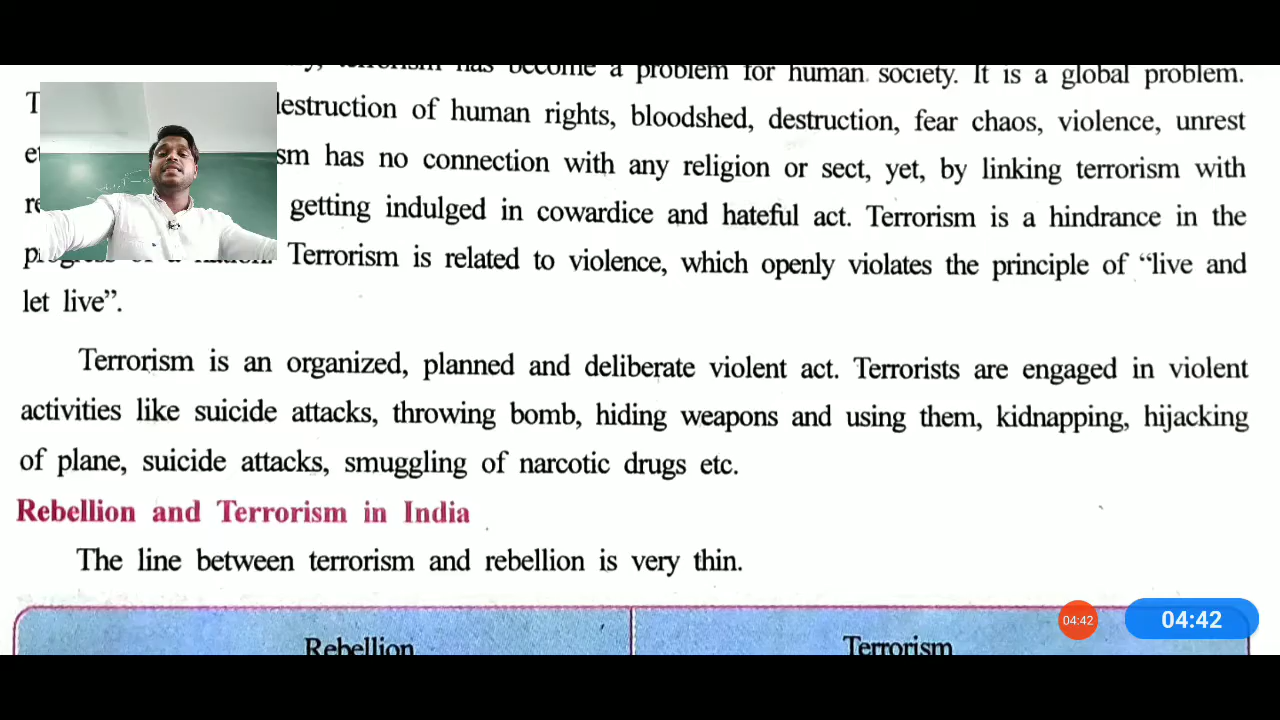 terrorism has become a problem for human society. It is a global problem.
destruction of human rights, bloodshed, destruction, fear chaos, violence, unrest
has no connection with any religion or sect, yet, by linking terrorism with
getting indulged in cowardice and hateful act. Terrorism is a hindrance in the
Terrorism is related to violence, which openly violates the principle of “live and
let live”.
Terrorism is an organized, planned and deliberate violent act. Terrorists are engaged in violent
activities like suicide attacks, throwing bomb, hiding weapons and using them, kidnapping, hijacking
of plane, suicide attacks, smuggling of narcotic drugs etc.
Rebellion and Terrorism in India
The line between terrorism and rebellion is very thin.
Rebellion Terrorism
04:42 04:42